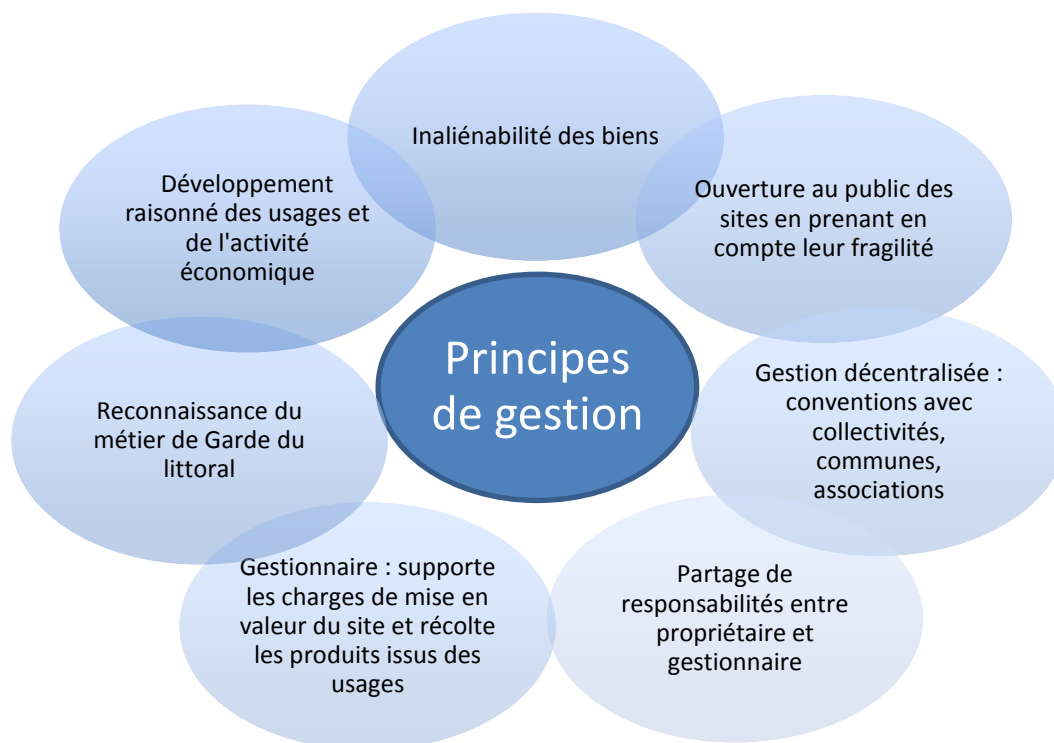 Inaliénabilité des biens
Ouverture au public des
sites en prenant en
compte leur fragilité
Gestion décentralisée :
conventions avec
collectivités,
communes,
associations
Partage de
responsabilités entre
propriétaire et
gestionnaire
Gestionnaire : supporte
les charges de mise en
valeur du site et récolte
les produits issus des
usages
Reconnaissance du
métier de Garde du
littoral
Développement
raisonné des usages et
de l'activité
économique
Principes
de gestion